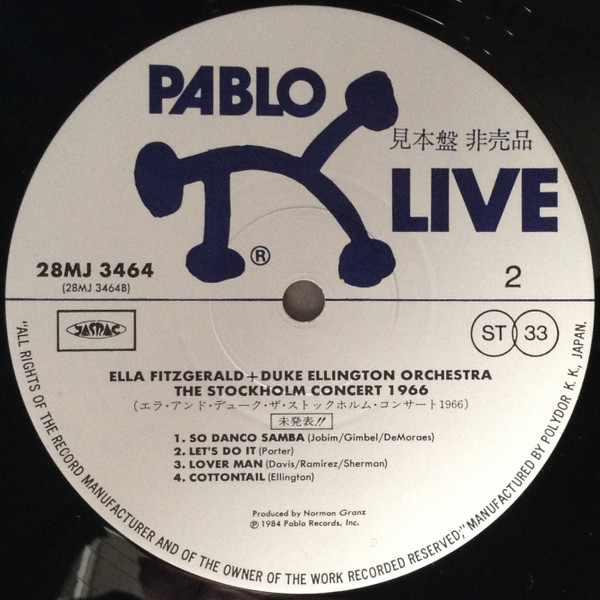 PABLO
見本盤 非売品
LIVE
®
28MJ 3464
(28MJ 3464B)
2
JASRAC
ST 33
ELLA FITZGERALD+DUKE ELLINGTON ORCHESTRA
THE STOCKHOLM CONCERT 1966
(エラ・アンド・デューク・ザ・ストックホルム・コンサート1966)
未発表!!
1. SO DANCO SAMBA (Jobim/Gimbel/DeMoraes)
2. LET'S DO IT (Porter)
3. LOVER MAN (Davis/Ramirez/Sherman)
4. COTTONTAIL (Ellington)
Produced by Norman Granz
℗ 1984 Pablo Records, Inc.
"ALL RIGHTS OF THE RECORD MANUFACTURER AND OF THE OWNER OF THE WORK RECORDED RESERVED," MANUFACTURED BY POLYDOR K. K., JAPAN.